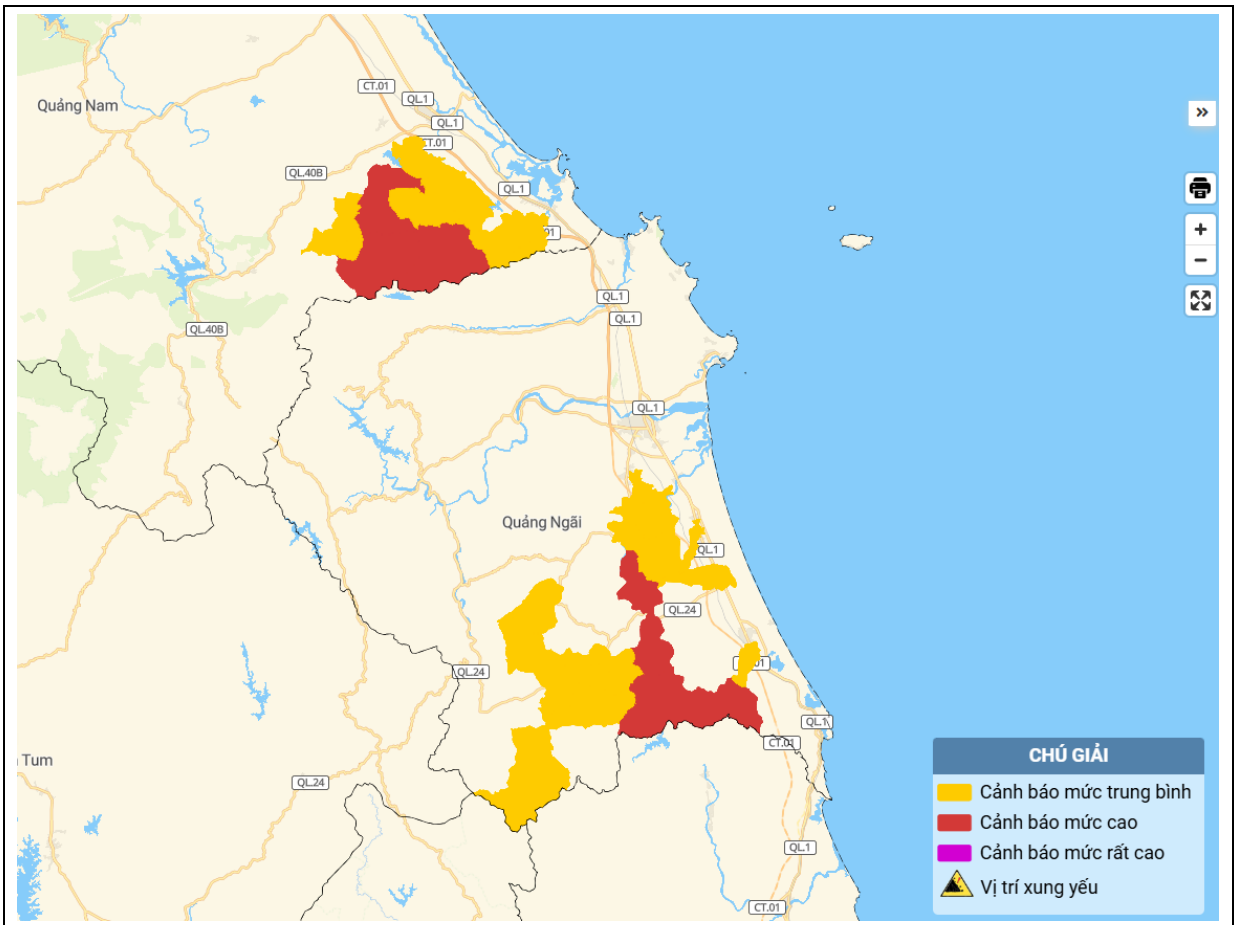 CT.01
QL.1
Quảng Nam
»
QL.1
CT.01
QL.40B
QL.1
01
+
−
QL.1
QL.1
QL.40B
QL.1
Quảng Ngãi
QL.1
QL.24
01
QL.24
QL.1
CT.01
Tum
QL.24
CHÚ GIẢI
Cảnh báo mức trung bình
Cảnh báo mức cao
Cảnh báo mức rất cao
Vị trí xung yếu
QL.1
CT.01